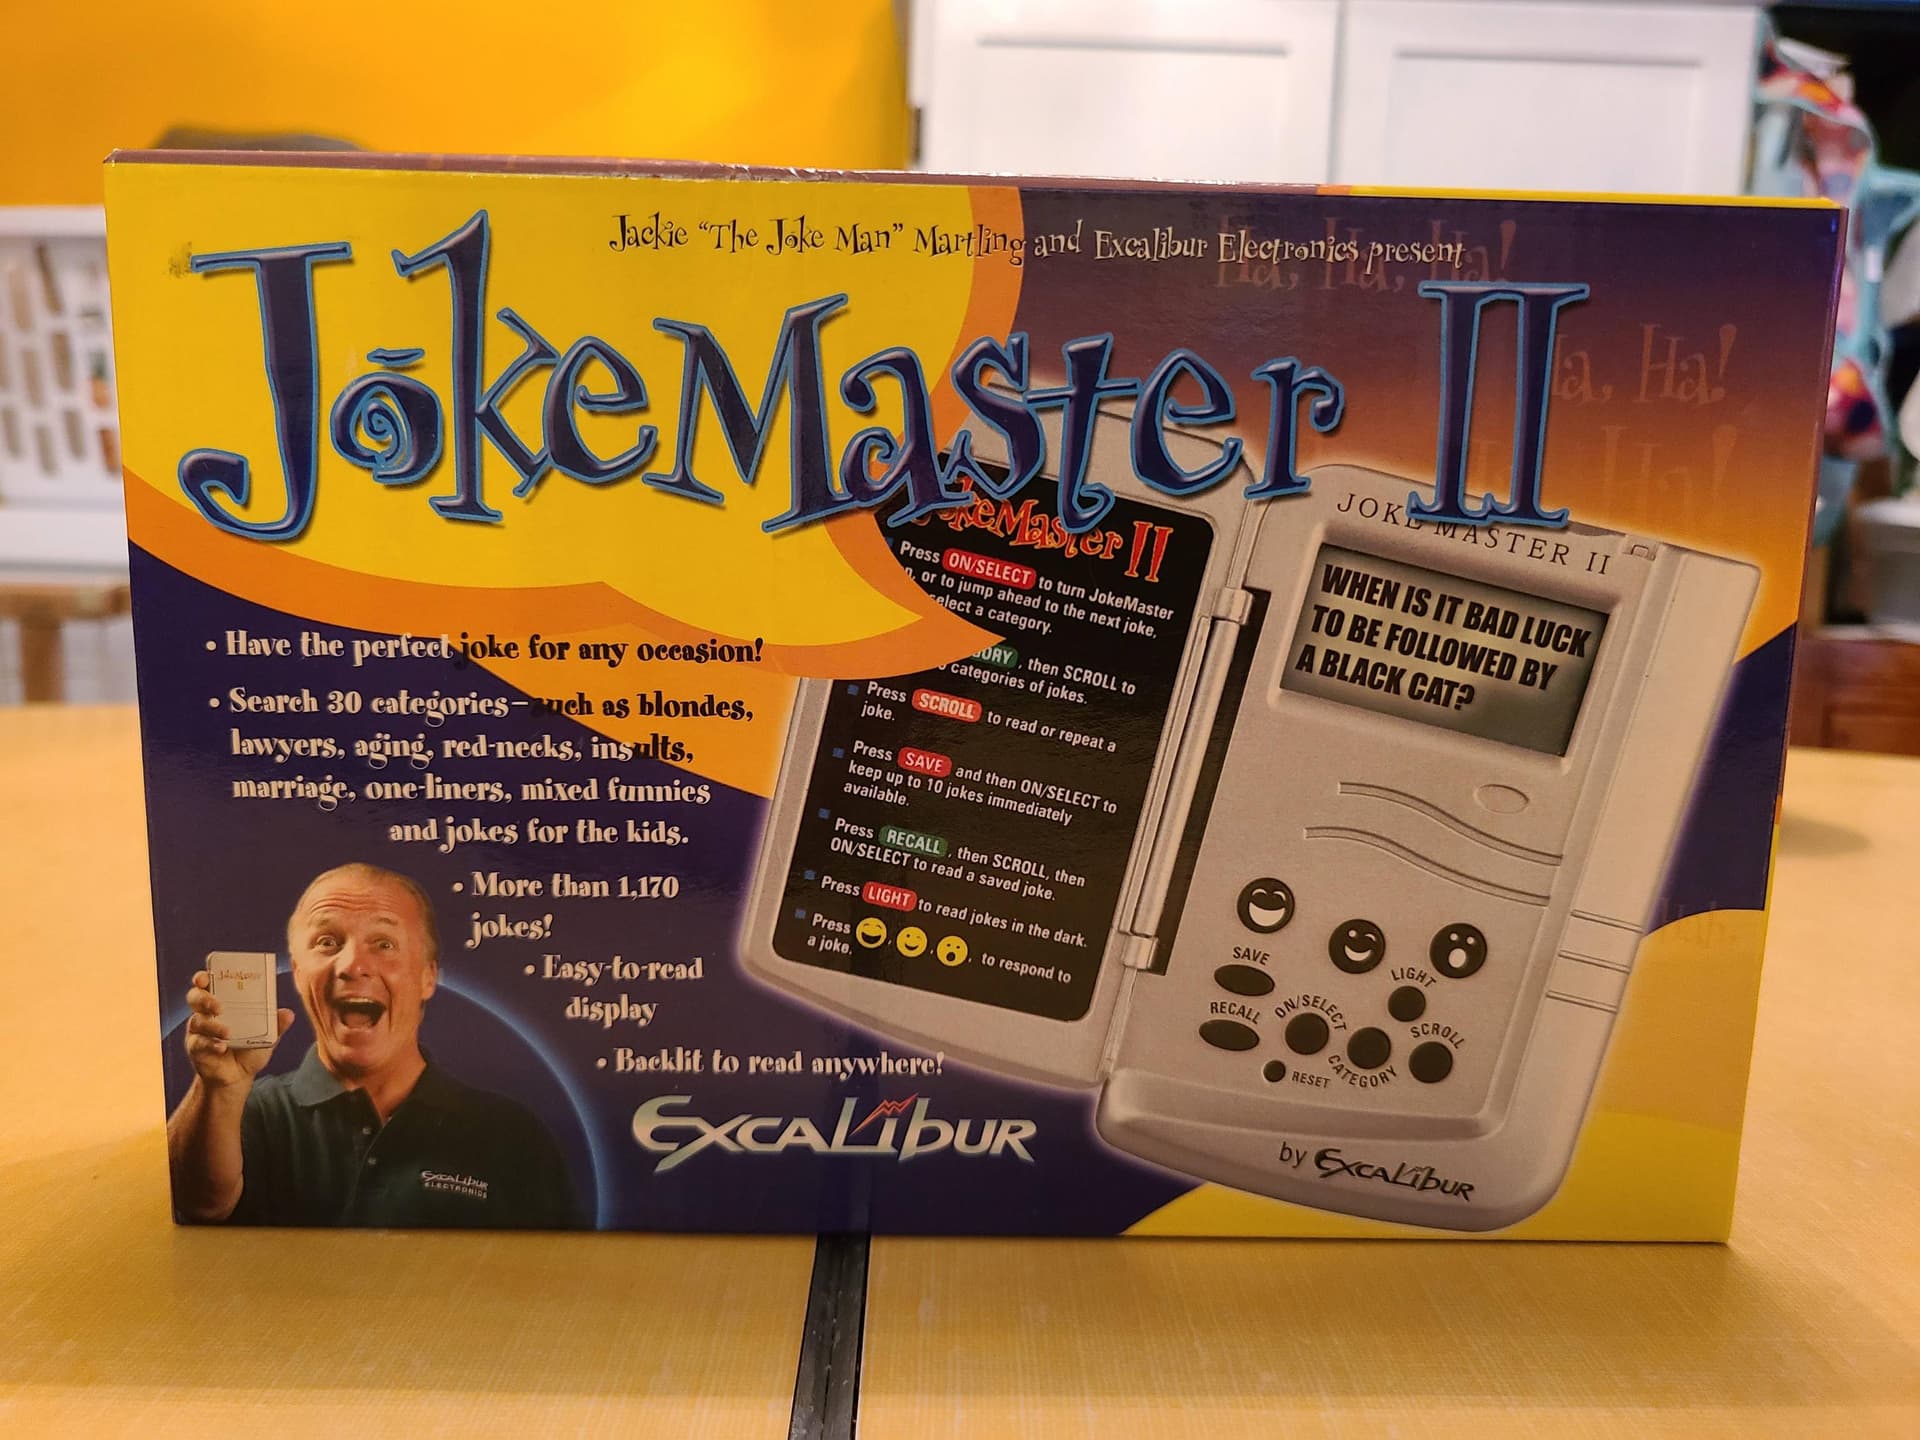 Jackie "The Joke Man" Martling and Excalibur Electronics present
Ha, Ha, Ha!
JokeMaster II
Ha, Ha!
Ha!
• Have the perfect joke for any occasion!
• Search 30 categories—such as blondes,
lawyers, aging, red-necks, insults,
marriage, one-liners, mixed funnies
and jokes for the kids.
• More than 1,170
jokes!
• Easy-to-read
display
• Backlit to read anywhere!
EXCALIBUR
JokeMaster
II
Excalibur
EXCALIBUR
ELECTRONICS
JokeMaster II
Press ON/SELECT to turn JokeMaster
or to jump ahead to the next joke,
select a category.
, then SCROLL to
categories of jokes.
Press SCROLL to read or repeat a
joke.
Press SAVE and then ON/SELECT to
keep up to 10 jokes immediately
available.
Press RECALL, then SCROLL, then
ON/SELECT to read a saved joke.
Press LIGHT to read jokes in the dark.
Press , , , to respond to
a joke.
JOKE MASTER II
WHEN IS IT BAD LUCK
TO BE FOLLOWED BY
A BLACK CAT?
SAVE
LIGHT
RECALL
ON/SELECT
SCROLL
CATEGORY
RESET
by EXCALIBUR